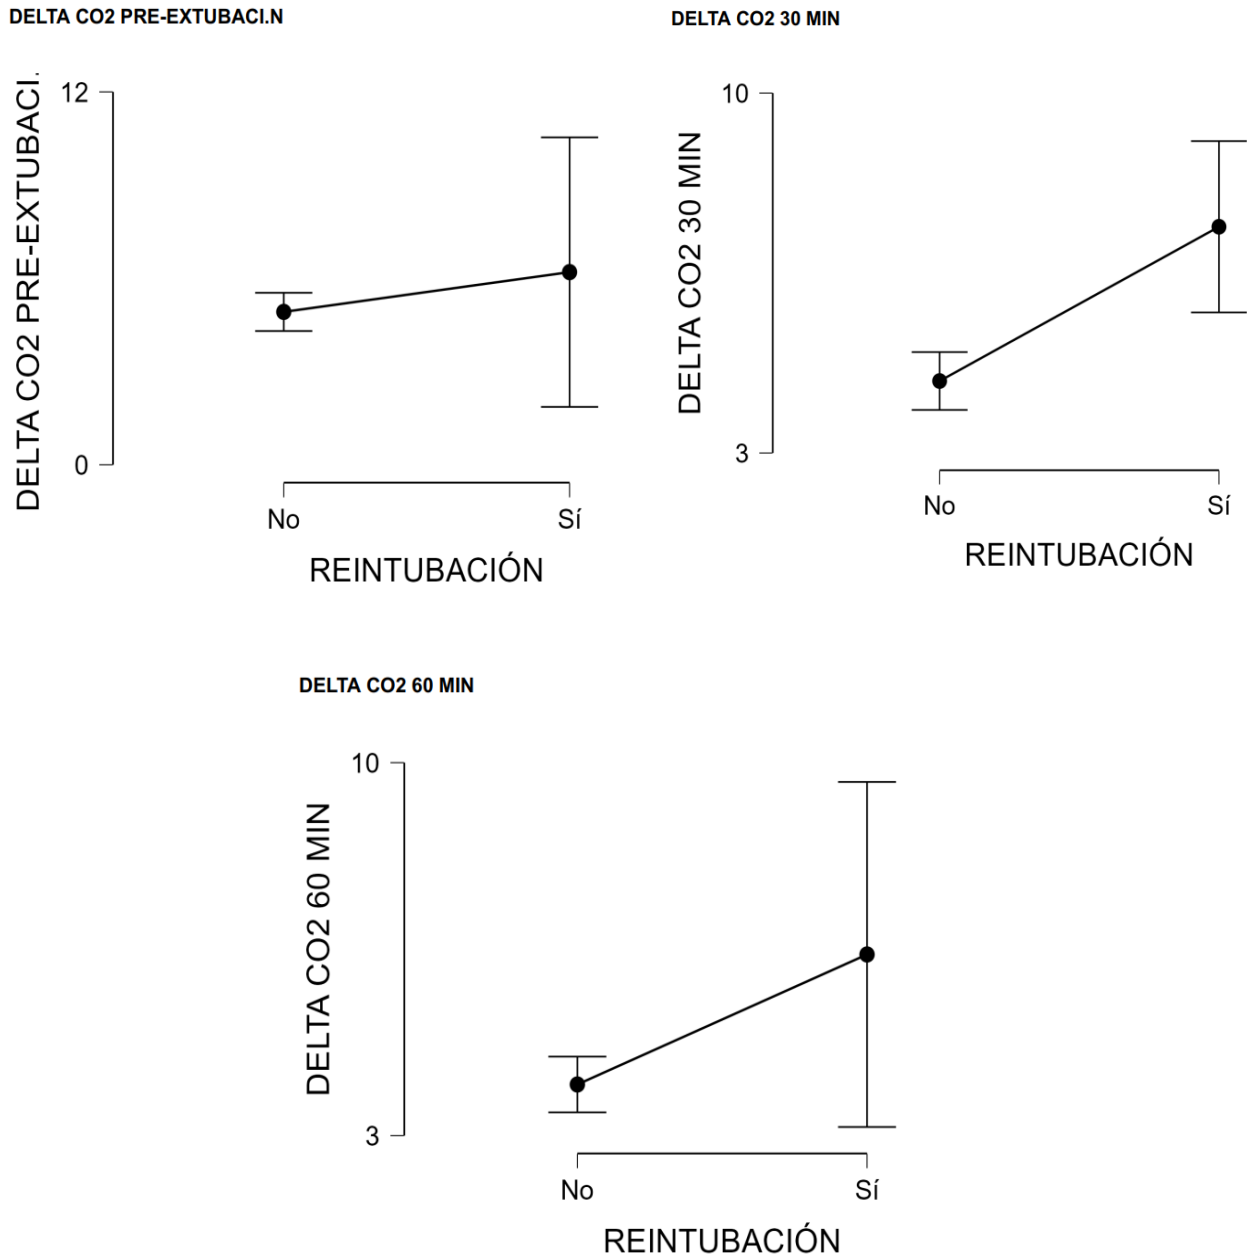 DELTA CO2 PRE-EXTUBACI.N
DELTA CO2 PRE-EXTUBACI.
12
0
No
Sí
REINTUBACIÓN
DELTA CO2 30 MIN
DELTA CO2 30 MIN
10
3
No
Sí
REINTUBACIÓN
DELTA CO2 60 MIN
DELTA CO2 60 MIN
10
3
No
Sí
REINTUBACIÓN